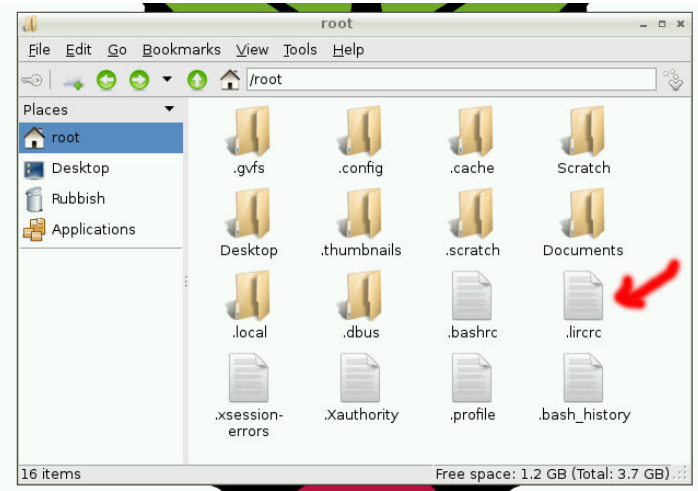 root
File Edit Go Bookmarks View Tools Help
/root
Places
root
Desktop
Rubbish
Applications
.gvfs .config .cache Scratch
Desktop .thumbnails .scratch Documents
.local .dbus .bashrc .lircrc
.xsession- .Xauthority .profile .bash_history
errors
16 items Free space: 1.2 GB (Total: 3.7 GB)